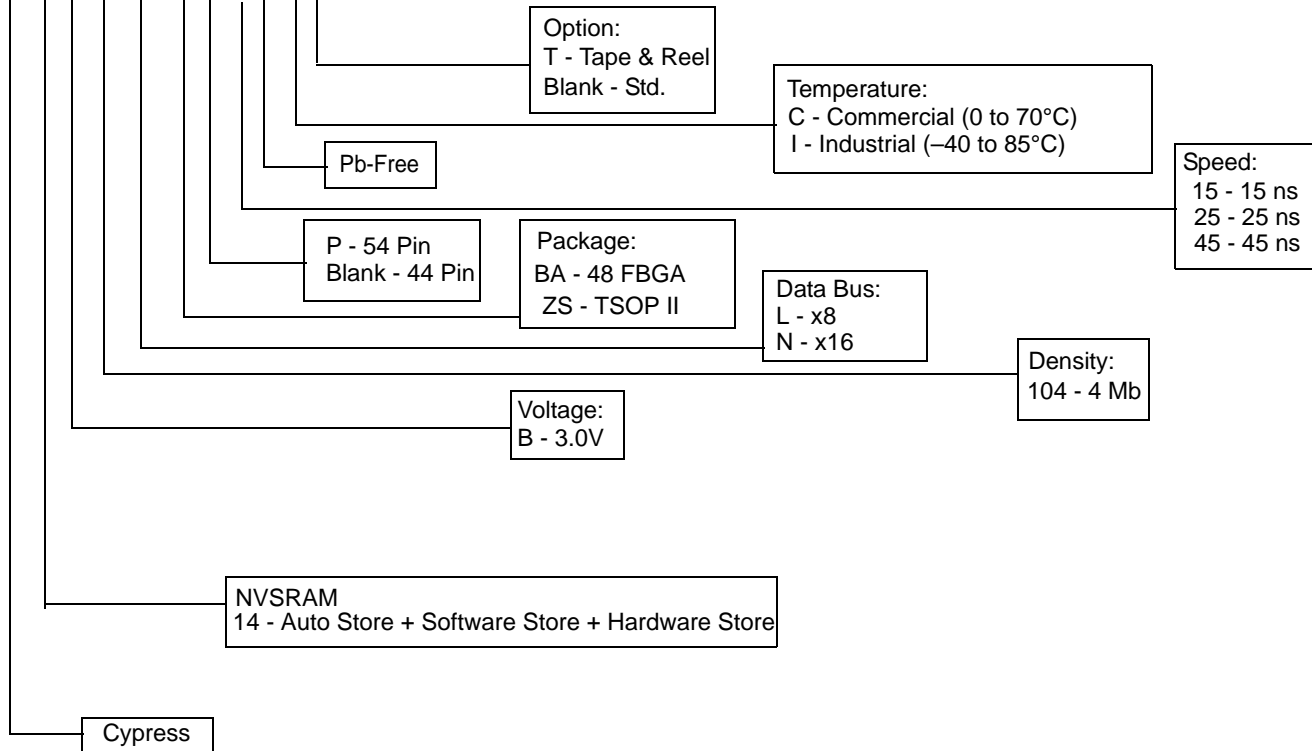 Option:
T - Tape & Reel
Blank - Std.
Temperature:
C - Commercial (0 to 70°C)
I - Industrial (–40 to 85°C)
Pb-Free
Speed:
15 - 15 ns
25 - 25 ns
45 - 45 ns
P - 54 Pin
Blank - 44 Pin
Package:
BA - 48 FBGA
ZS - TSOP II
Data Bus:
L - x8
N - x16
Density:
104 - 4 Mb
Voltage:
B - 3.0V
NVSRAM
14 - Auto Store + Software Store + Hardware Store
Cypress